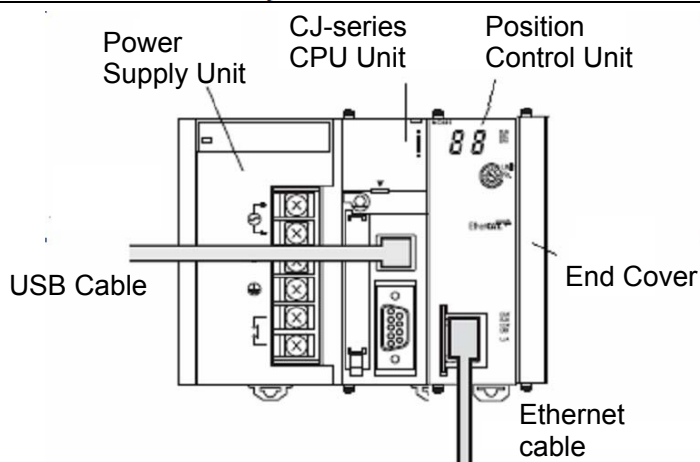 Power
Supply Unit
CJ-series
CPU Unit
Position
Control Unit
88
USB Cable
End Cover
Ethernet
cable